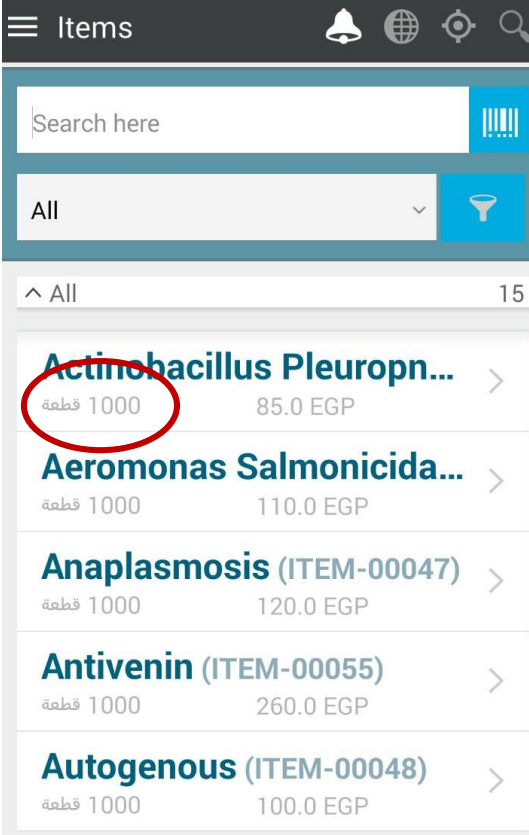 Items
Search here
All
All 15
Actinobacillus Pleuropn...
1000 قطعة 85.0 EGP
Aeromonas Salmonicida...
1000 قطعة 110.0 EGP
Anaplasmosis (ITEM-00047)
1000 قطعة 120.0 EGP
Antivenin (ITEM-00055)
1000 قطعة 260.0 EGP
Autogenous (ITEM-00048)
1000 قطعة 100.0 EGP